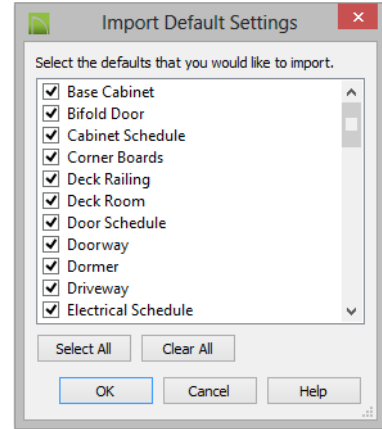 Import Default Settings
Select the defaults that you would like to import.
Base Cabinet
Bifold Door
Cabinet Schedule
Corner Boards
Deck Railing
Deck Room
Door Schedule
Doorway
Dormer
Driveway
Electrical Schedule
Select All Clear All
OK Cancel Help